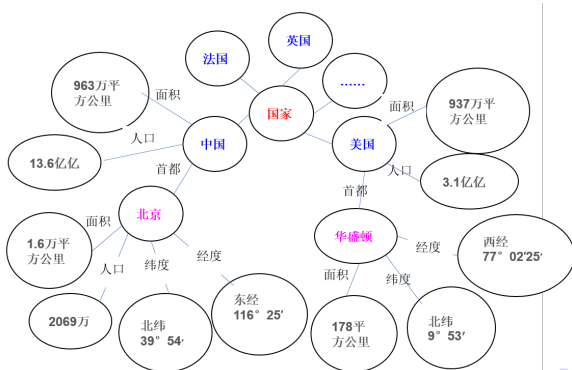 英国
法国
……
国家
963万平
方公里
面积
人口
13.6亿亿
中国
首都
美国
面积
937万平
方公里
人口
3.1亿亿
首都
北京
面积
1.6万平
方公里
人口
2069万
纬度
北纬
39° 54′
经度
东经
116° 25′
华盛顿
面积
178平
方公里
纬度
北纬
9° 53′
经度
西经
77° 02′25′